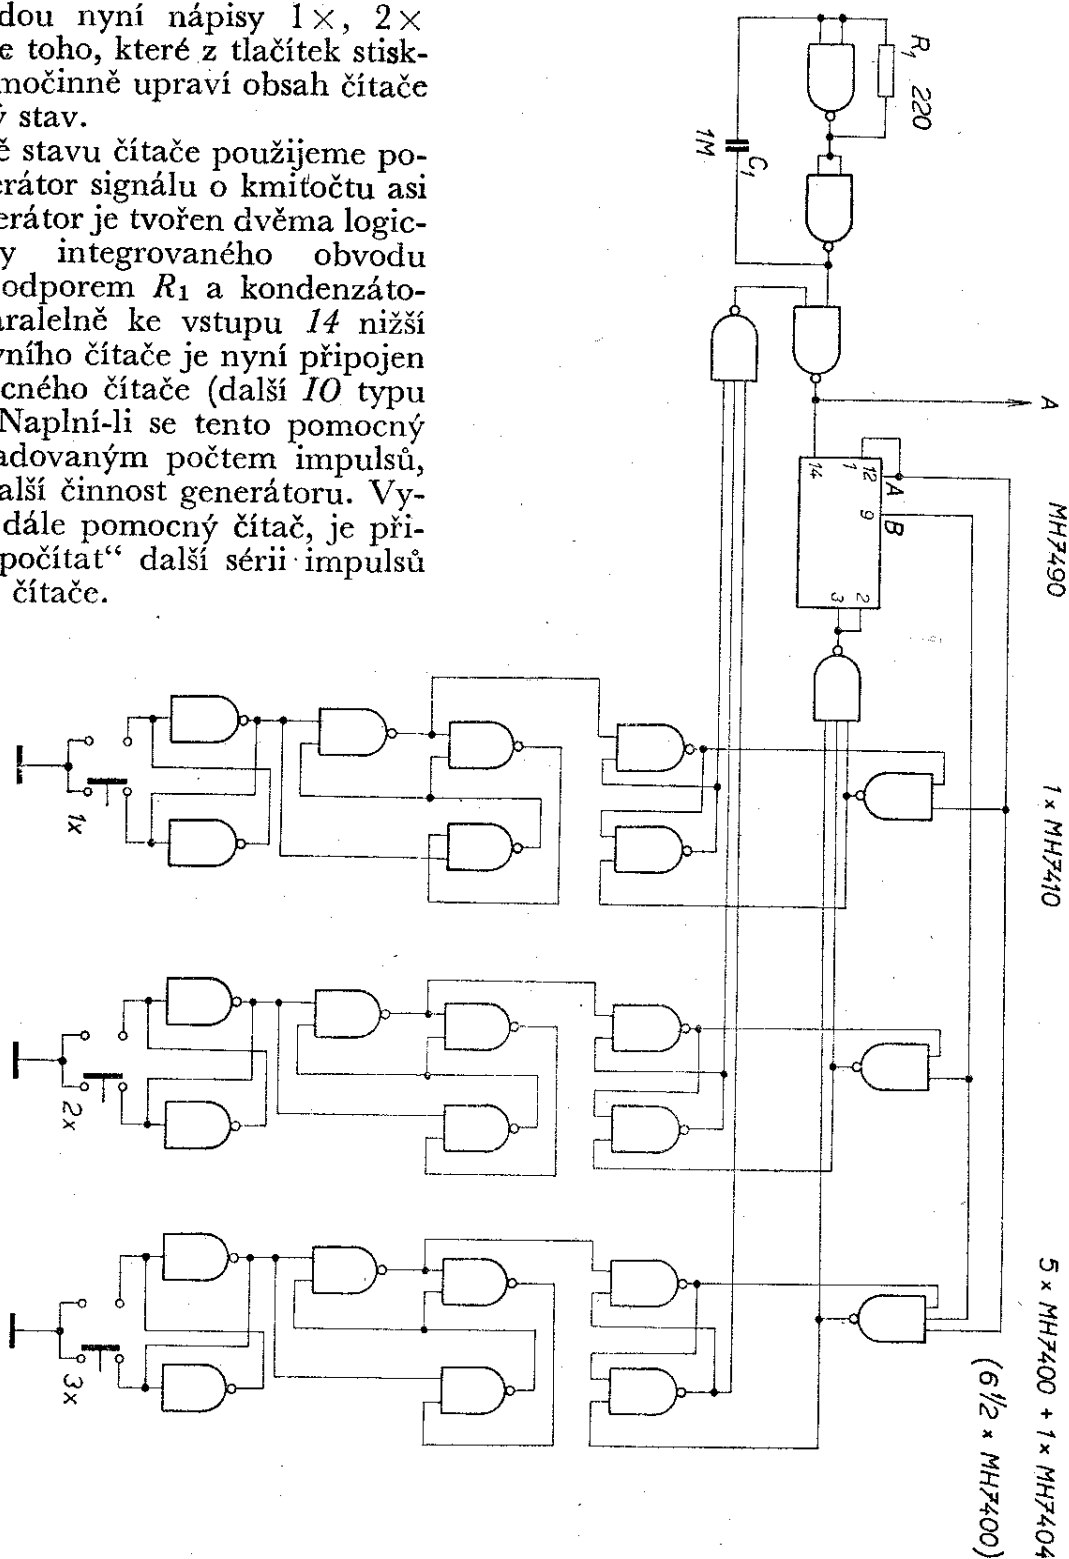 dou nyní nápisy 1×, 2×
e toho, které z tlačítek stisk-
močinně upraví obsah čítače
ý stav.
ě stavu čítače použijeme po-
erátor signálu o kmitočtu asi
erátor je tvořen dvěma logic-
y integrovaného obvodu
odporem R1 a kondenzáto-
aralelně ke vstupu 14 nižší
vního čítače je nyní připojen
cného čítače (další IO typu
Naplní-li se tento pomocný
adovaným počtem impulsů,
alší činnost generátoru. Vy-
dále pomocný čítač, je při-
počítat“ další sérii impulsů
čítače.
R1 220
C1
1M
A
MH7490
14
1
12
A
9
B
3
2
1 x MH7410
5 x MH7400 + 1 x MH7404
(6 1/2 x MH7400)
1x
2x
3x